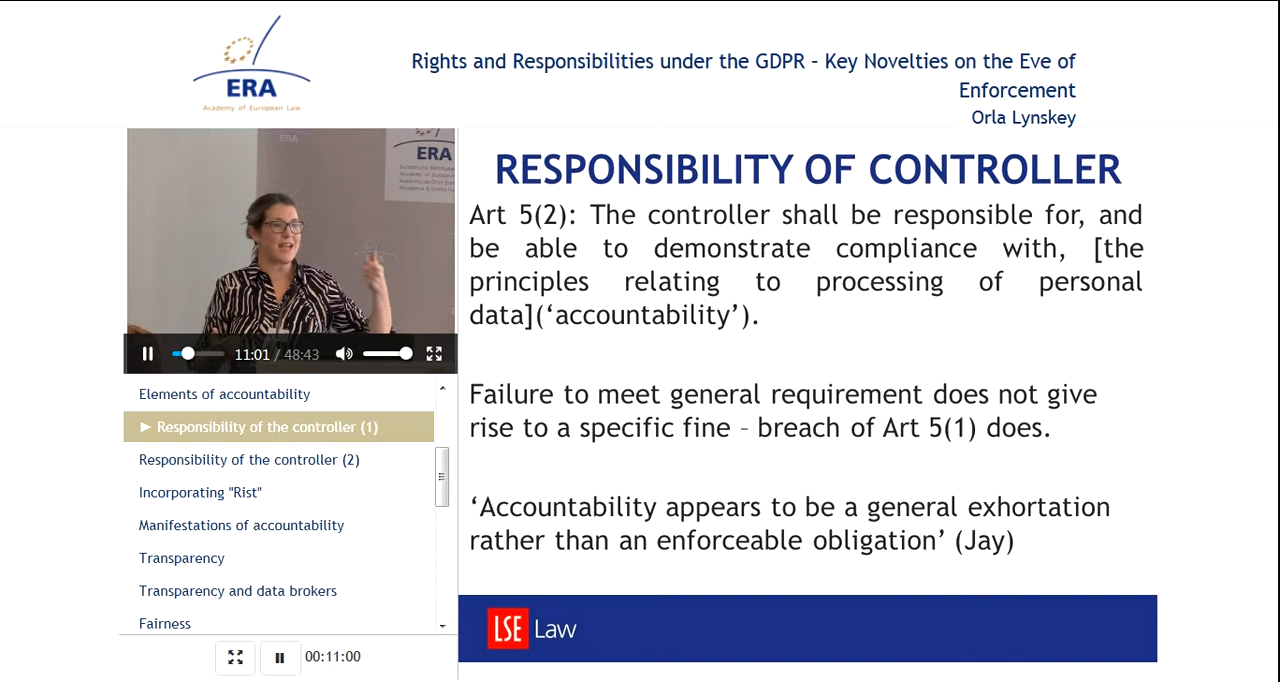 ERA
Academy of European Law
Rights and Responsibilities under the GDPR – Key Novelties on the Eve of
Enforcement
Orla Lynskey
ERA
ERA
11:01 / 48:43
Elements of accountability
► Responsibility of the controller (1)
Responsibility of the controller (2)
Incorporating "Rist"
Manifestations of accountability
Transparency
Transparency and data brokers
Fairness
00:11:00
RESPONSIBILITY OF CONTROLLER
Art 5(2): The controller shall be responsible for, and
be able to demonstrate compliance with, [the
principles relating to processing of personal
data](‘accountability’).
Failure to meet general requirement does not give
rise to a specific fine – breach of Art 5(1) does.
‘Accountability appears to be a general exhortation
rather than an enforceable obligation’ (Jay)
LSE Law